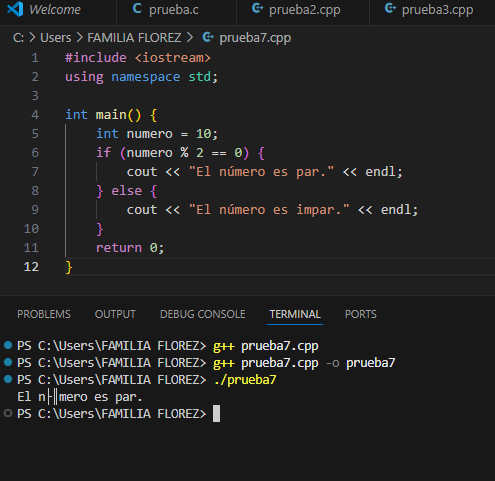 Welcome prueba.c prueba2.cpp prueba3.cpp
C: > Users > FAMILIA FLOREZ > prueba7.cpp
1 #include <iostream>
2 using namespace std;
3
4 int main() {
5 int numero = 10;
6 if (numero % 2 == 0) {
7 cout << "El número es par." << endl;
8 } else {
9 cout << "El número es impar." << endl;
10 }
11 return 0;
12 }
PROBLEMS OUTPUT DEBUG CONSOLE TERMINAL PORTS
PS C:\Users\FAMILIA FLOREZ> g++ prueba7.cpp
PS C:\Users\FAMILIA FLOREZ> g++ prueba7.cpp -o prueba7
PS C:\Users\FAMILIA FLOREZ> ./prueba7
El n├║mero es par.
PS C:\Users\FAMILIA FLOREZ>